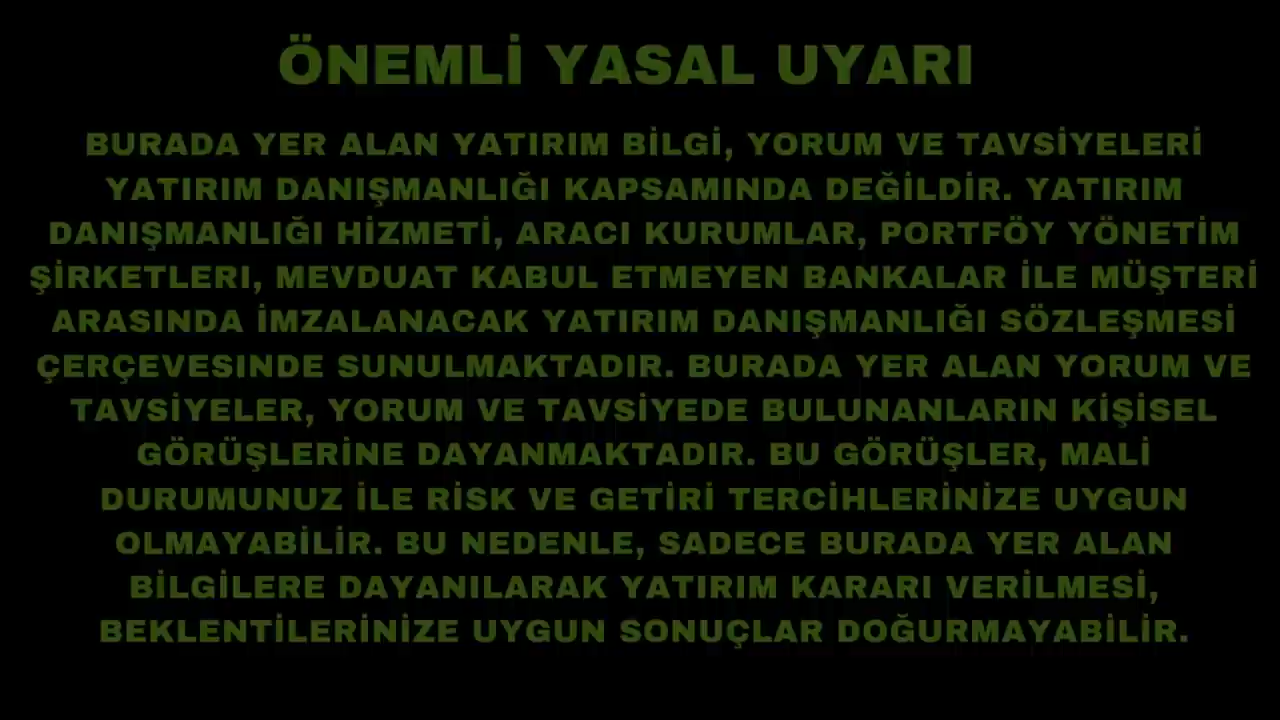 ÖNEMLİ YASAL UYARI
BURADA YER ALAN YATIRIM BİLGİ, YORUM VE TAVSİYELERİ
YATIRIM DANIŞMANLIĞI KAPSAMINDA DEĞİLDİR. YATIRIM
DANIŞMANLIĞI HİZMETİ, ARACI KURUMLAR, PORTFÖY YÖNETİM
ŞİRKETLERI, MEVDUAT KABUL ETMEYEN BANKALAR İLE MÜŞTERİ
ARASINDA İMZALANACAK YATIRIM DANIŞMANLIĞI SÖZLEŞMESİ
ÇERÇEVESINDE SUNULMAKTADIR. BURADA YER ALAN YORUM VE
TAVSİYELER, YORUM VE TAVSİYEDE BULUNANLARIN KİŞİSEL
GÖRÜŞLERİNE DAYANMAKTADIR. BU GÖRÜŞLER, MALİ
DURUMUNUZ İLE RİSK VE GETİRİ TERCİHLERİNİZE UYGUN
OLMAYABİLİR. BU NEDENLE, SADECE BURADA YER ALAN
BİLGİLERE DAYANILARAK YATIRIM KARARI VERİLMESİ,
BEKLENTİLERİNİZE UYGUN SONUÇLAR DOĞURMAYABİLİR.